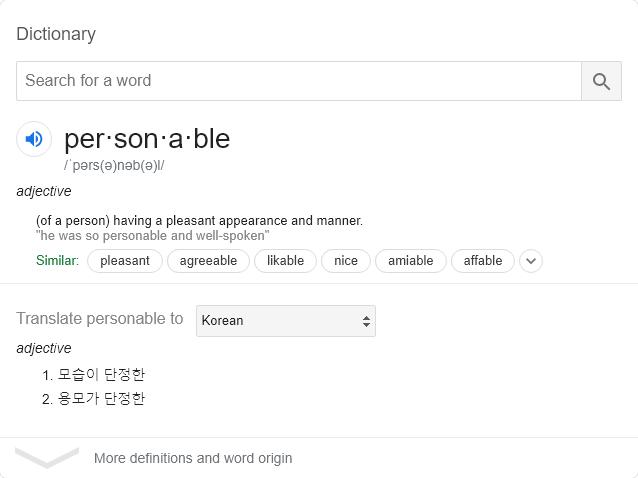 Dictionary
Search for a word
per·son·a·ble
/ˈpərs(ə)nəb(ə)l/
adjective
(of a person) having a pleasant appearance and manner.
"he was so personable and well-spoken"
Similar: pleasant agreeable likable nice amiable affable
Translate personable to Korean
adjective
1. 모습이 단정한
2. 용모가 단정한
More definitions and word origin